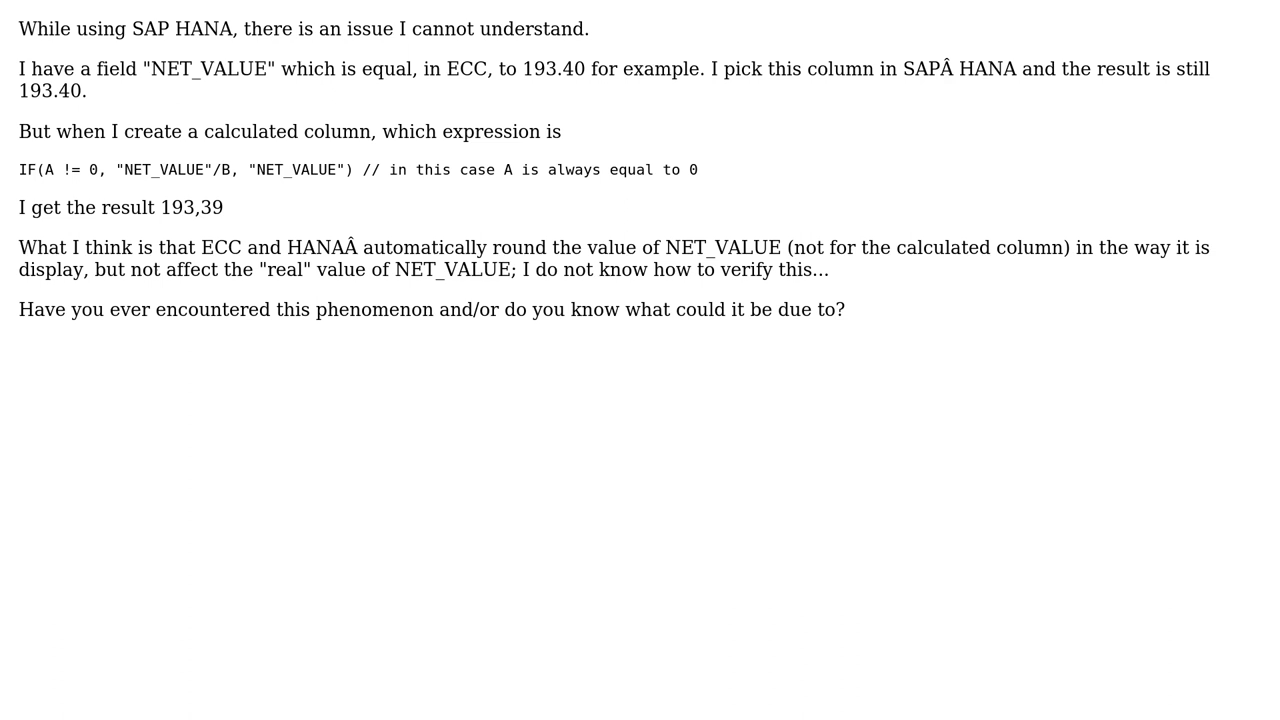 While using SAP HANA, there is an issue I cannot understand.
I have a field "NET_VALUE" which is equal, in ECC, to 193.40 for example. I pick this column in SAPÂ HANA and the result is still
193.40.
But when I create a calculated column, which expression is
IF(A != 0, "NET_VALUE"/B, "NET_VALUE") // in this case A is always equal to 0
I get the result 193,39
What I think is that ECC and HANAÂ automatically round the value of NET_VALUE (not for the calculated column) in the way it is
display, but not affect the "real" value of NET_VALUE; I do not know how to verify this...
Have you ever encountered this phenomenon and/or do you know what could it be due to?